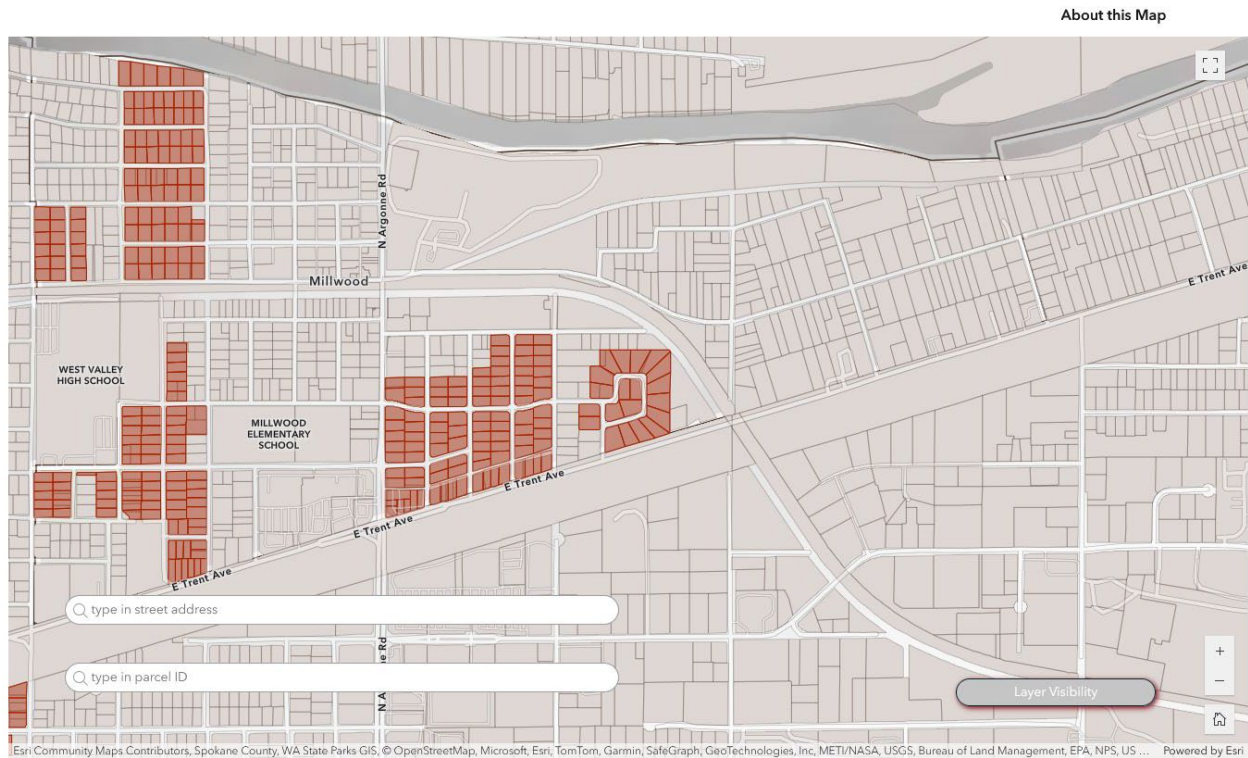 About this Map
N Argonne Rd
Millwood
E Trent Ave
WEST VALLEY
HIGH SCHOOL
MILLWOOD
ELEMENTARY
SCHOOL
E Trent Ave
E Trent Ave
E Trent Ave
type in street address
ne Rd
type in parcel ID
N A
+
−
Layer Visibility
Esri Community Maps Contributors, Spokane County, WA State Parks GIS, © OpenStreetMap, Microsoft, Esri, TomTom, Garmin, SafeGraph, GeoTechnologies, Inc, METI/NASA, USGS, Bureau of Land Management, EPA, NPS, US ... Powered by Esri